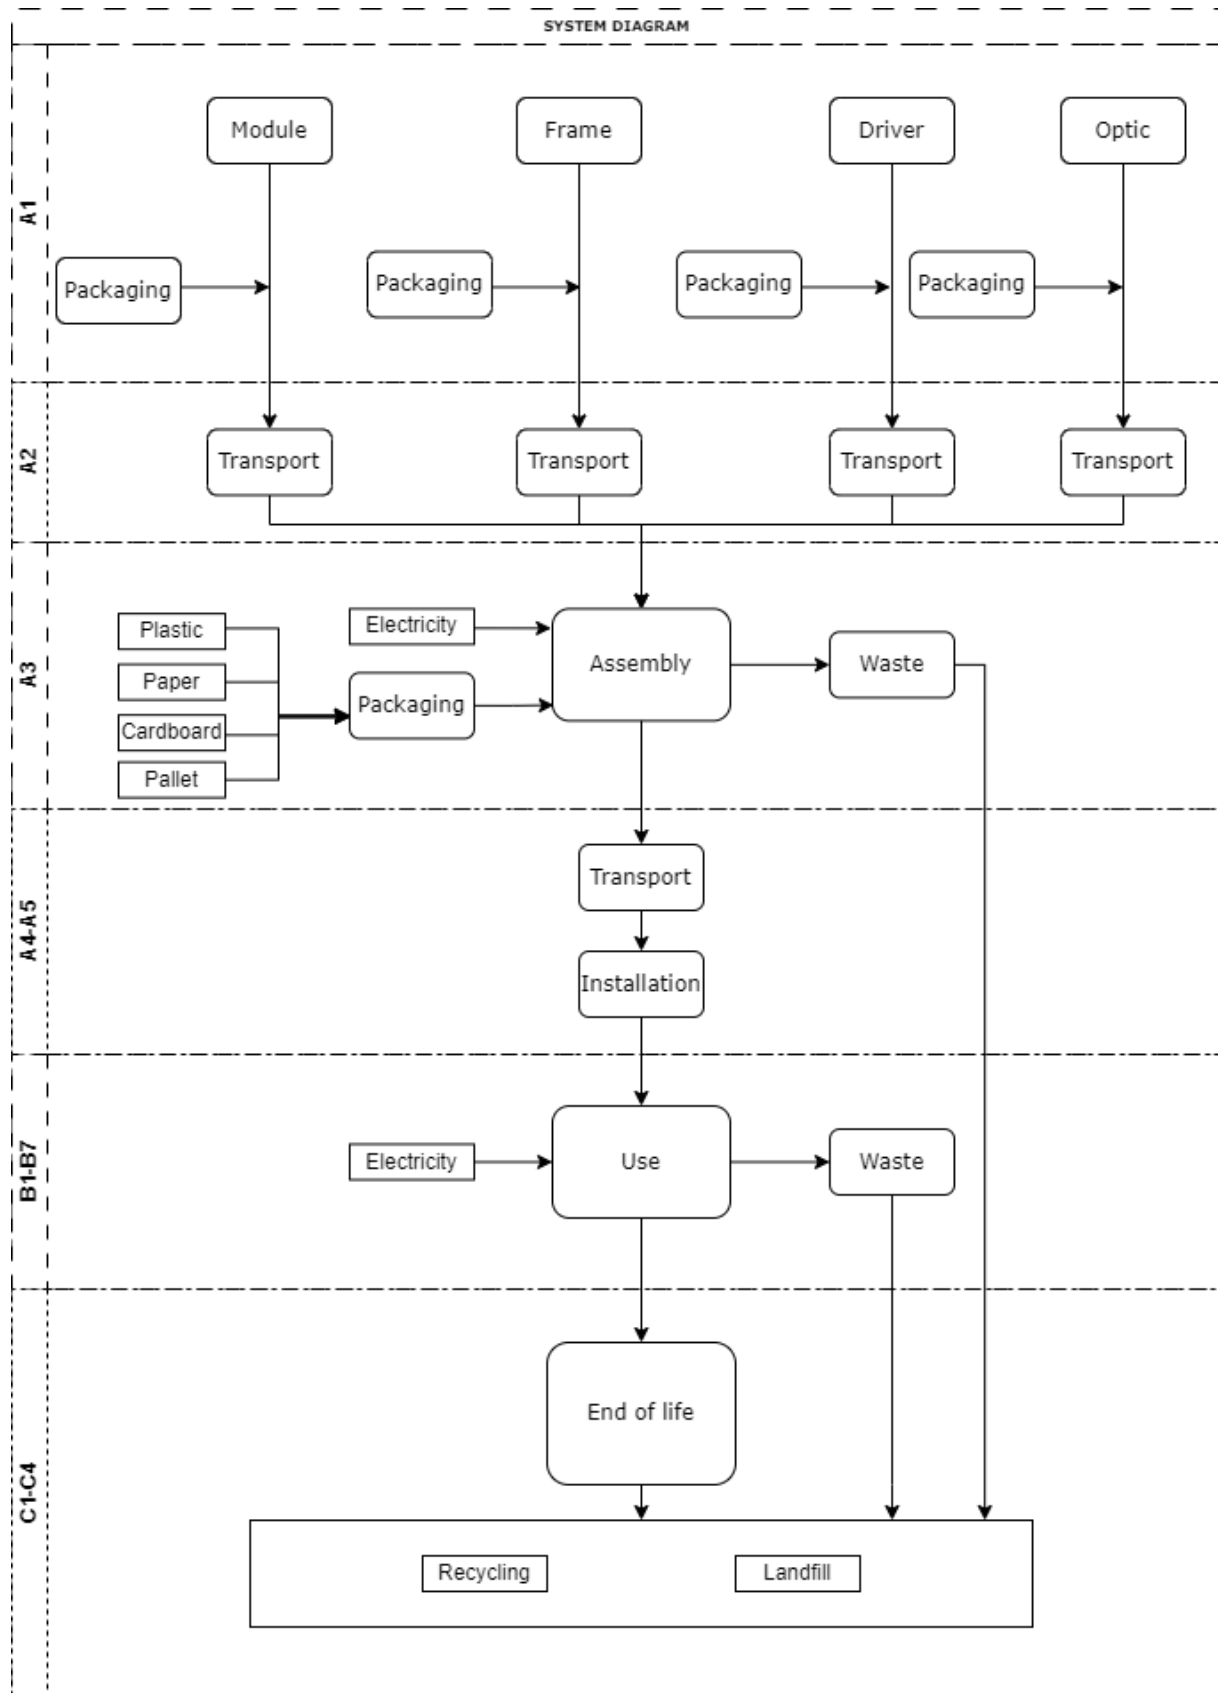 SYSTEM DIAGRAM
A1
Module
Frame
Driver
Optic
Packaging
Packaging
Packaging
Packaging
A2
Transport
Transport
Transport
Transport
A3
Plastic
Paper
Cardboard
Pallet
Electricity
Packaging
Assembly
Waste
A4-A5
Transport
Installation
B1-B7
Electricity
Use
Waste
C1-C4
End of life
Recycling
Landfill